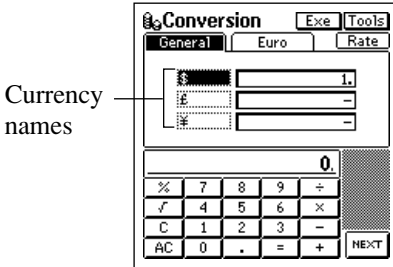 Conversion Exe Tools
General Euro Rate
$ 1.
£ –
¥ –
Currency
names
0.
% 7 8 9 ÷
√ 4 5 6 ×
C 1 2 3 −
AC 0 . = + NEXT